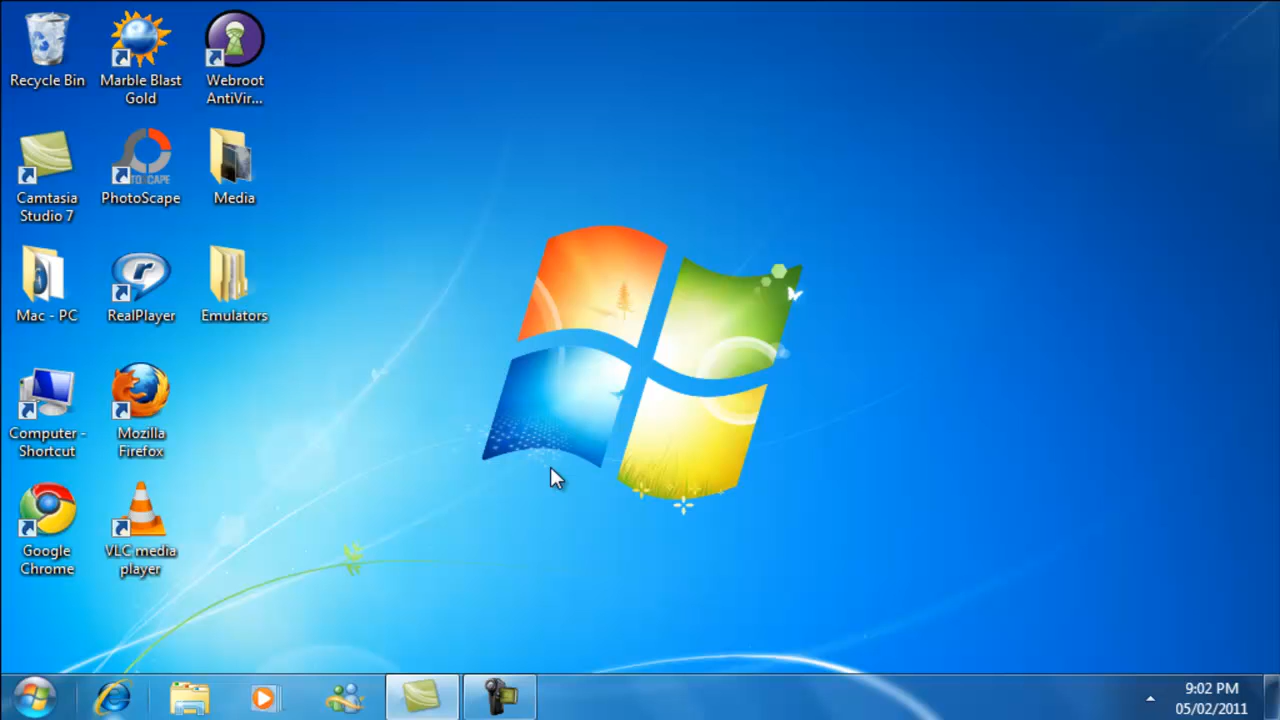 Recycle Bin
Marble Blast
Gold
Webroot
AntiVir...
Camtasia
Studio 7
PhotoScape
Media
Mac - PC
RealPlayer
Emulators
Computer -
Shortcut
Mozilla
Firefox
Google
Chrome
VLC media
player
9:02 PM
05/02/2011